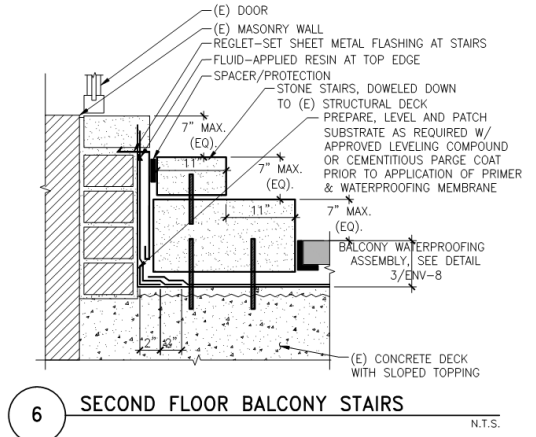 (E) DOOR
(E) MASONRY WALL
REGLET-SET SHEET METAL FLASHING AT STAIRS
FLUID-APPLIED RESIN AT TOP EDGE
SPACER/PROTECTION
STONE STAIRS, DOWELED DOWN
TO (E) STRUCTURAL DECK
PREPARE, LEVEL AND PATCH
SUBSTRATE AS REQUIRED W/
APPROVED LEVELING COMPOUND
OR CEMENTITIOUS PARGE COAT
PRIOR TO APPLICATION OF PRIMER
& WATERPROOFING MEMBRANE
7" MAX.
(EQ).
11"
7" MAX.
(EQ).
11"
7" MAX.
(EQ).
BALCONY WATERPROOFING
ASSEMBLY, SEE DETAIL
3/ENV-8
2"
(E) CONCRETE DECK
WITH SLOPED TOPPING
6
SECOND FLOOR BALCONY STAIRS
N.T.S.